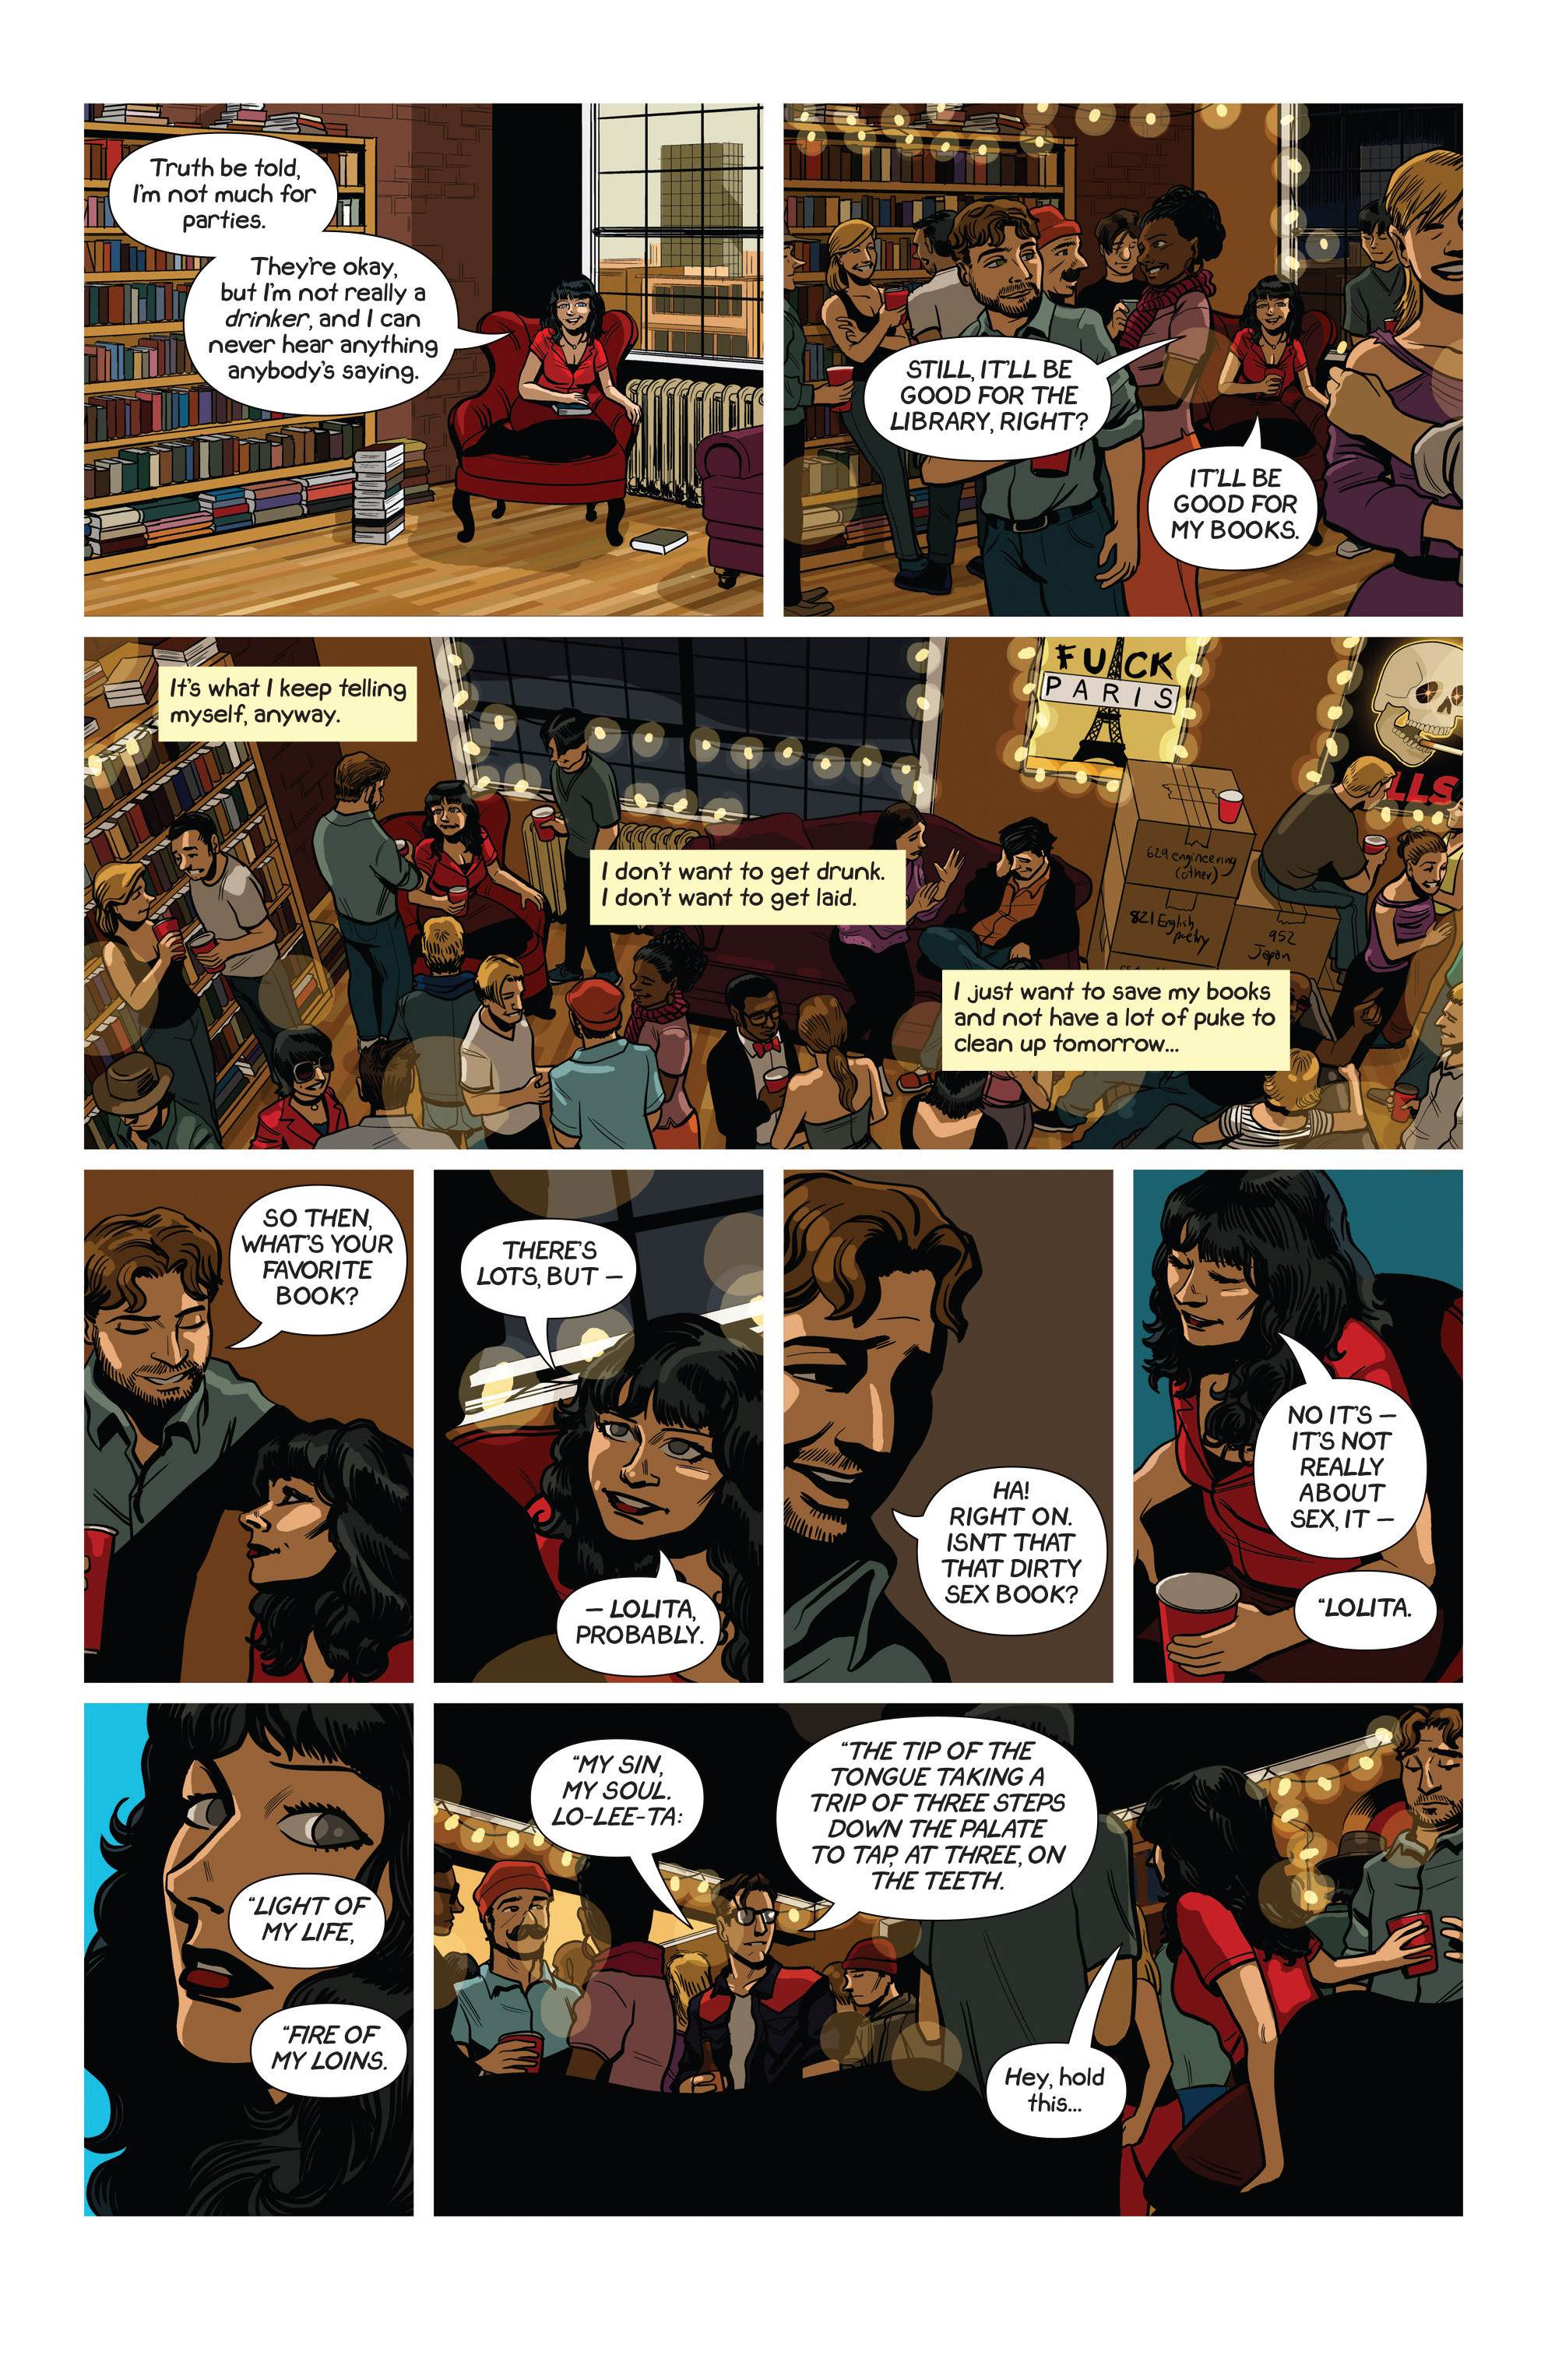 Truth be told,
I'm not much for
parties.
They're okay,
but I'm not really a
drinker, and I can
never hear anything
anybody's saying.
STILL, IT'LL BE
GOOD FOR THE
LIBRARY, RIGHT?
IT'LL BE
GOOD FOR
MY BOOKS.
It's what I keep telling
myself, anyway.
FUCK
PARIS
LLS
I don't want to get drunk.
I don't want to get laid.
629 engineering
(other)
821 English
poetry
952
Japan
I just want to save my books
and not have a lot of puke to
clean up tomorrow...
SO THEN,
WHAT'S YOUR
FAVORITE
BOOK?
THERE'S
LOTS, BUT —
— LOLITA,
PROBABLY.
HA!
RIGHT ON.
ISN'T THAT
THAT DIRTY
SEX BOOK?
NO IT'S —
IT'S NOT
REALLY
ABOUT
SEX, IT —
“LOLITA.
“LIGHT OF
MY LIFE,
“FIRE OF
MY LOINS.
“MY SIN,
MY SOUL.
LO-LEE-TA:
“THE TIP OF THE
TONGUE TAKING A
TRIP OF THREE STEPS
DOWN THE PALATE
TO TAP, AT THREE, ON
THE TEETH.
Hey, hold
this...